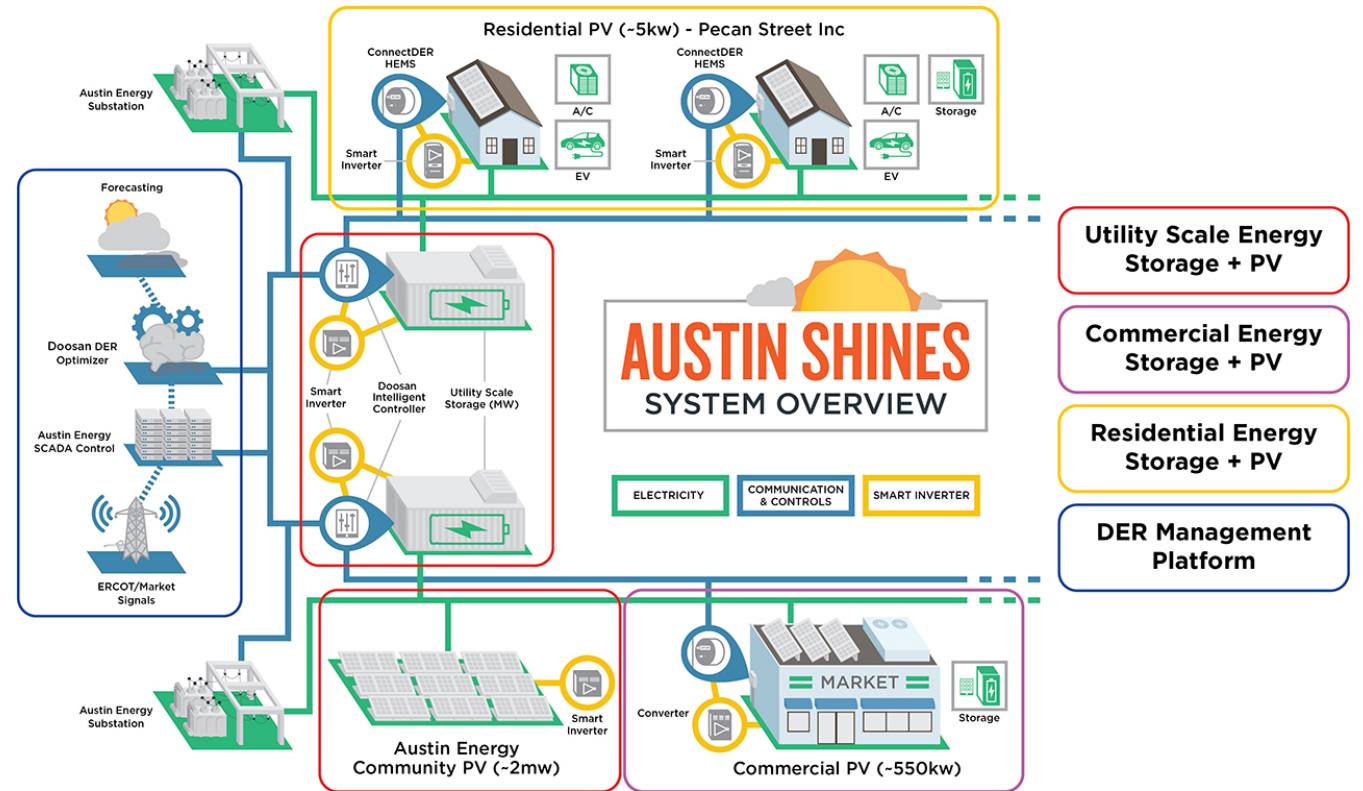 Residential PV (~5kw) - Pecan Street Inc
ConnectDER
HEMS
A/C
Smart
Inverter
EV
ConnectDER
HEMS
A/C
Storage
Smart
Inverter
EV
Austin Energy
Substation
Forecasting
Doosan DER
Optimizer
Austin Energy
SCADA Control
ERCOT/Market
Signals
Smart
Inverter
Doosan
Intelligent
Controller
Utility Scale
Storage (MW)
AUSTIN SHINES
SYSTEM OVERVIEW
ELECTRICITY
COMMUNICATION
& CONTROLS
SMART INVERTER
Utility Scale Energy
Storage + PV
Commercial Energy
Storage + PV
Residential Energy
Storage + PV
DER Management
Platform
Austin Energy
Substation
Smart
Inverter
Austin Energy
Community PV (~2mw)
Converter
MARKET
Storage
Commercial PV (~550kw)